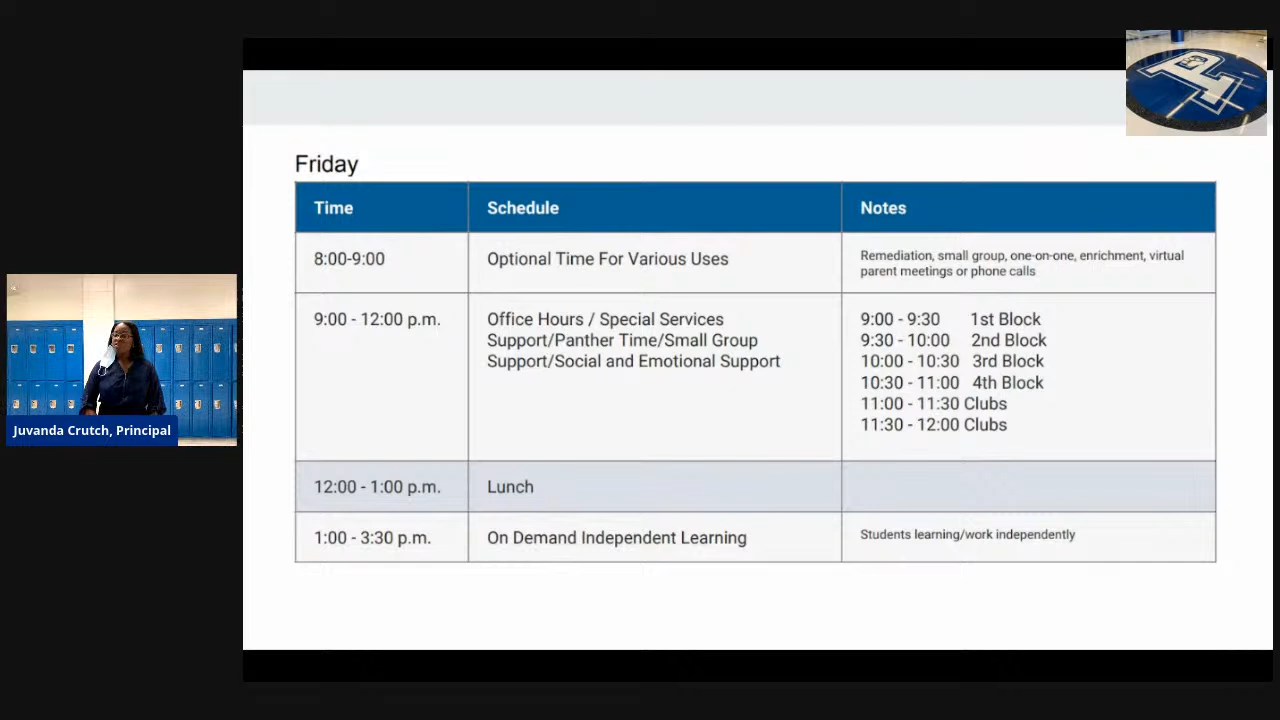 Friday
Time Schedule Notes
8:00-9:00 Optional Time For Various Uses Remediation, small group, one-on-one, enrichment, virtual
parent meetings or phone calls
9:00 - 12:00 p.m. Office Hours / Special Services 9:00 - 9:30 1st Block
Support/Panther Time/Small Group 9:30 - 10:00 2nd Block
Support/Social and Emotional Support 10:00 - 10:30 3rd Block
10:30 - 11:00 4th Block
11:00 - 11:30 Clubs
11:30 - 12:00 Clubs
12:00 - 1:00 p.m. Lunch
1:00 - 3:30 p.m. On Demand Independent Learning Students learning/work independently
Juvanda Crutch, Principal
P